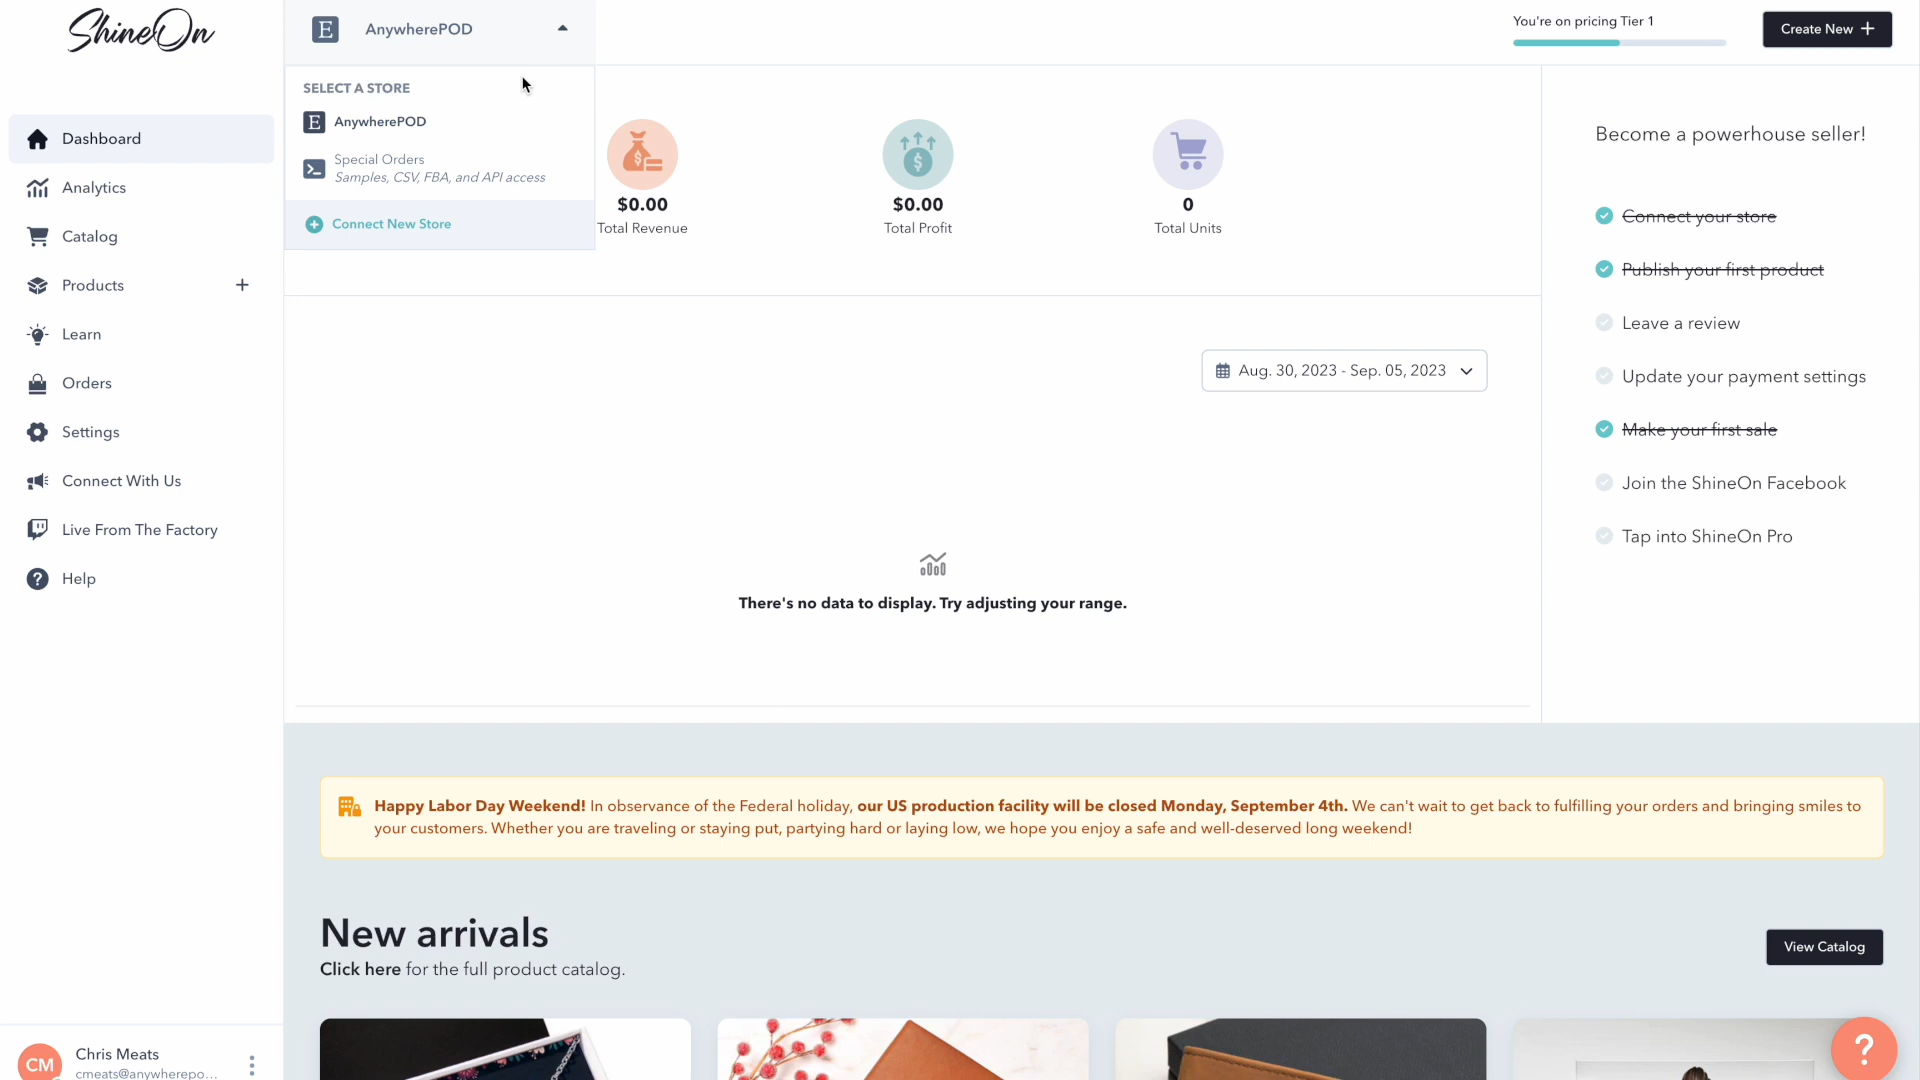 ShineOn
E
AnywherePOD
You're on pricing Tier 1
Create New +
SELECT A STORE
E AnywherePOD
Special Orders
Samples, CSV, FBA, and API access
Connect New Store
Dashboard
Analytics
Catalog
Products +
Learn
Orders
Settings
Connect With Us
Live From The Factory
Help
$0.00
Total Revenue
$0.00
Total Profit
0
Total Units
Become a powerhouse seller!
Connect your store
Publish your first product
Leave a review
Update your payment settings
Make your first sale
Join the ShineOn Facebook
Tap into ShineOn Pro
Aug. 30, 2023 - Sep. 05, 2023
There's no data to display. Try adjusting your range.
Happy Labor Day Weekend! In observance of the Federal holiday, our US production facility will be closed Monday, September 4th. We can't wait to get back to fulfilling your orders and bringing smiles to
your customers. Whether you are traveling or staying put, partying hard or laying low, we hope you enjoy a safe and well-deserved long weekend!
New arrivals
Click here for the full product catalog.
View Catalog
CM
Chris Meats
cmeats@anywherepo...
?